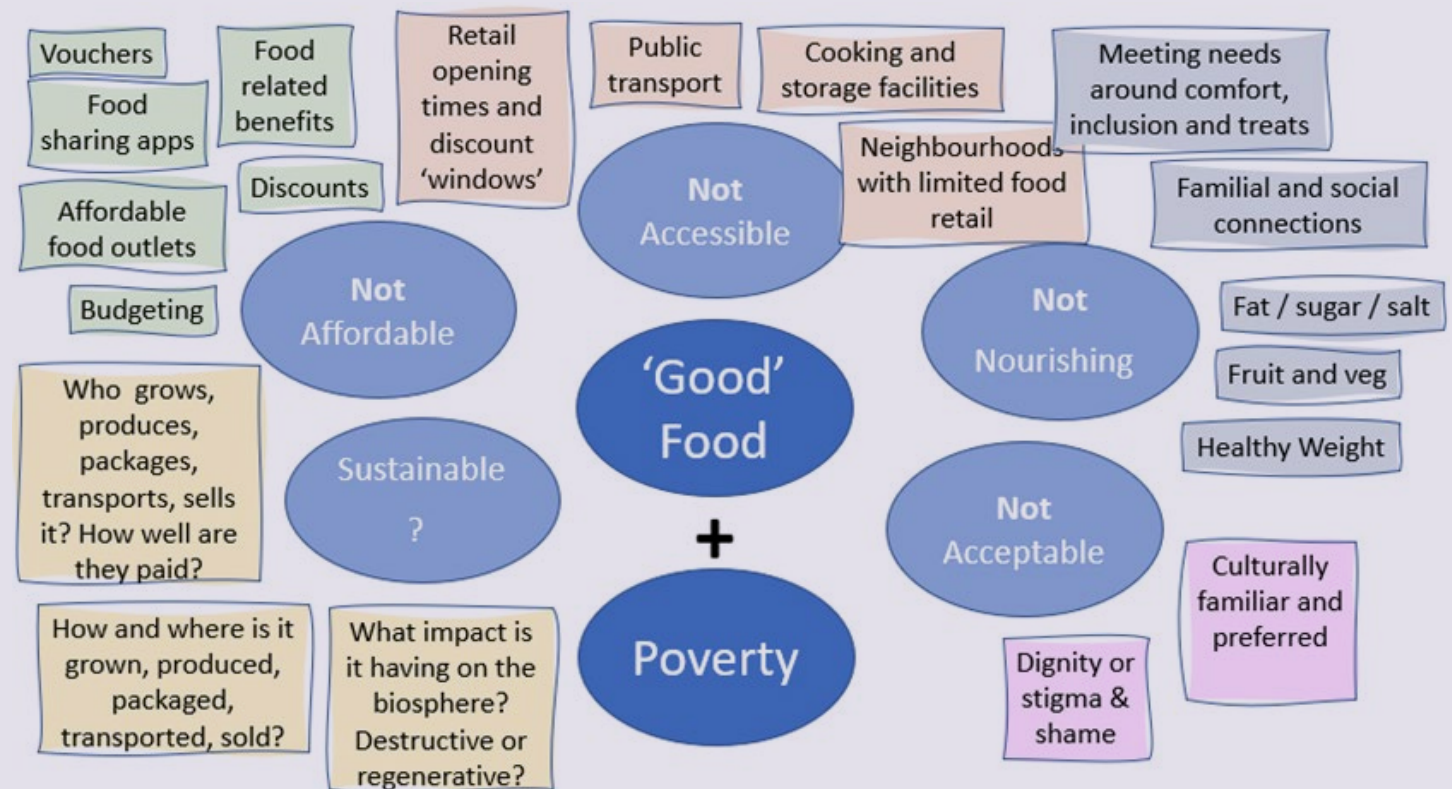 Vouchers
Food
sharing apps
Food
related
benefits
Discounts
Affordable
food outlets
Budgeting
Not
Affordable
Retail
opening
times and
discount
‘windows’
Public
transport
Cooking and
storage facilities
Neighbourhoods
with limited food
retail
Not
Accessible
Meeting needs
around comfort,
inclusion and treats
Familial and social
connections
Fat / sugar / salt
Fruit and veg
Healthy Weight
Not
Nourishing
‘Good’
Food
+
Poverty
Who grows,
produces,
packages,
transports, sells
it? How well are
they paid?
Sustainable
?
How and where is it
grown, produced,
packaged,
transported, sold?
What impact is
it having on the
biosphere?
Destructive or
regenerative?
Not
Acceptable
Culturally
familiar and
preferred
Dignity or
stigma &
shame